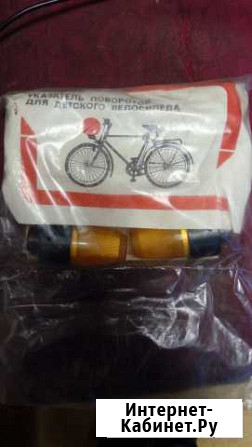 УКАЗАТЕЛЬ ПОВОРОТОВ
ДЛЯ ДЕТСКОГО ВЕЛОСИПЕДА
Интернет-
Кабинет.Ру